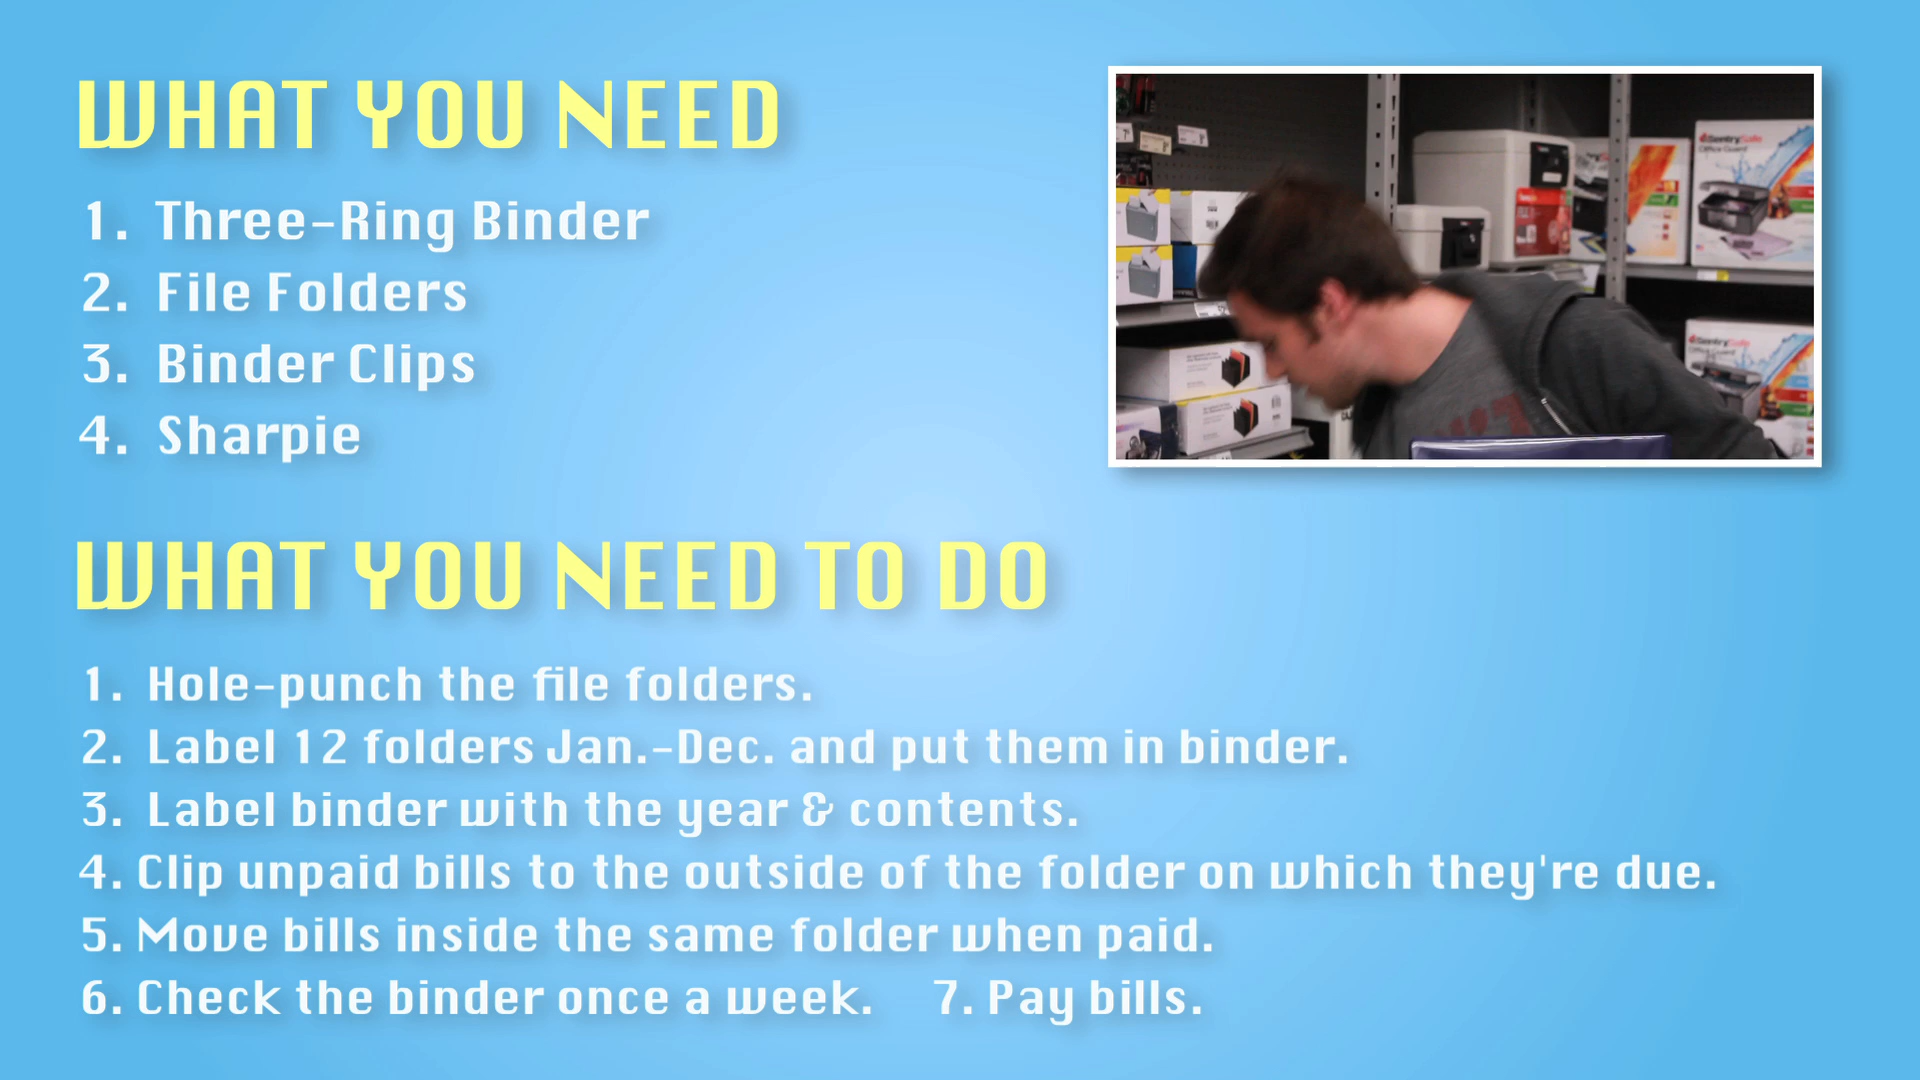 WHAT YOU NEED
1. Three-Ring Binder
2. File Folders
3. Binder Clips
4. Sharpie
SentrySafe
Office Guard
SentrySafe
WHAT YOU NEED TO DO
1. Hole-punch the file folders.
2. Label 12 folders Jan.-Dec. and put them in binder.
3. Label binder with the year & contents.
4. Clip unpaid bills to the outside of the folder on which they're due.
5. Move bills inside the same folder when paid.
6. Check the binder once a week. 7. Pay bills.